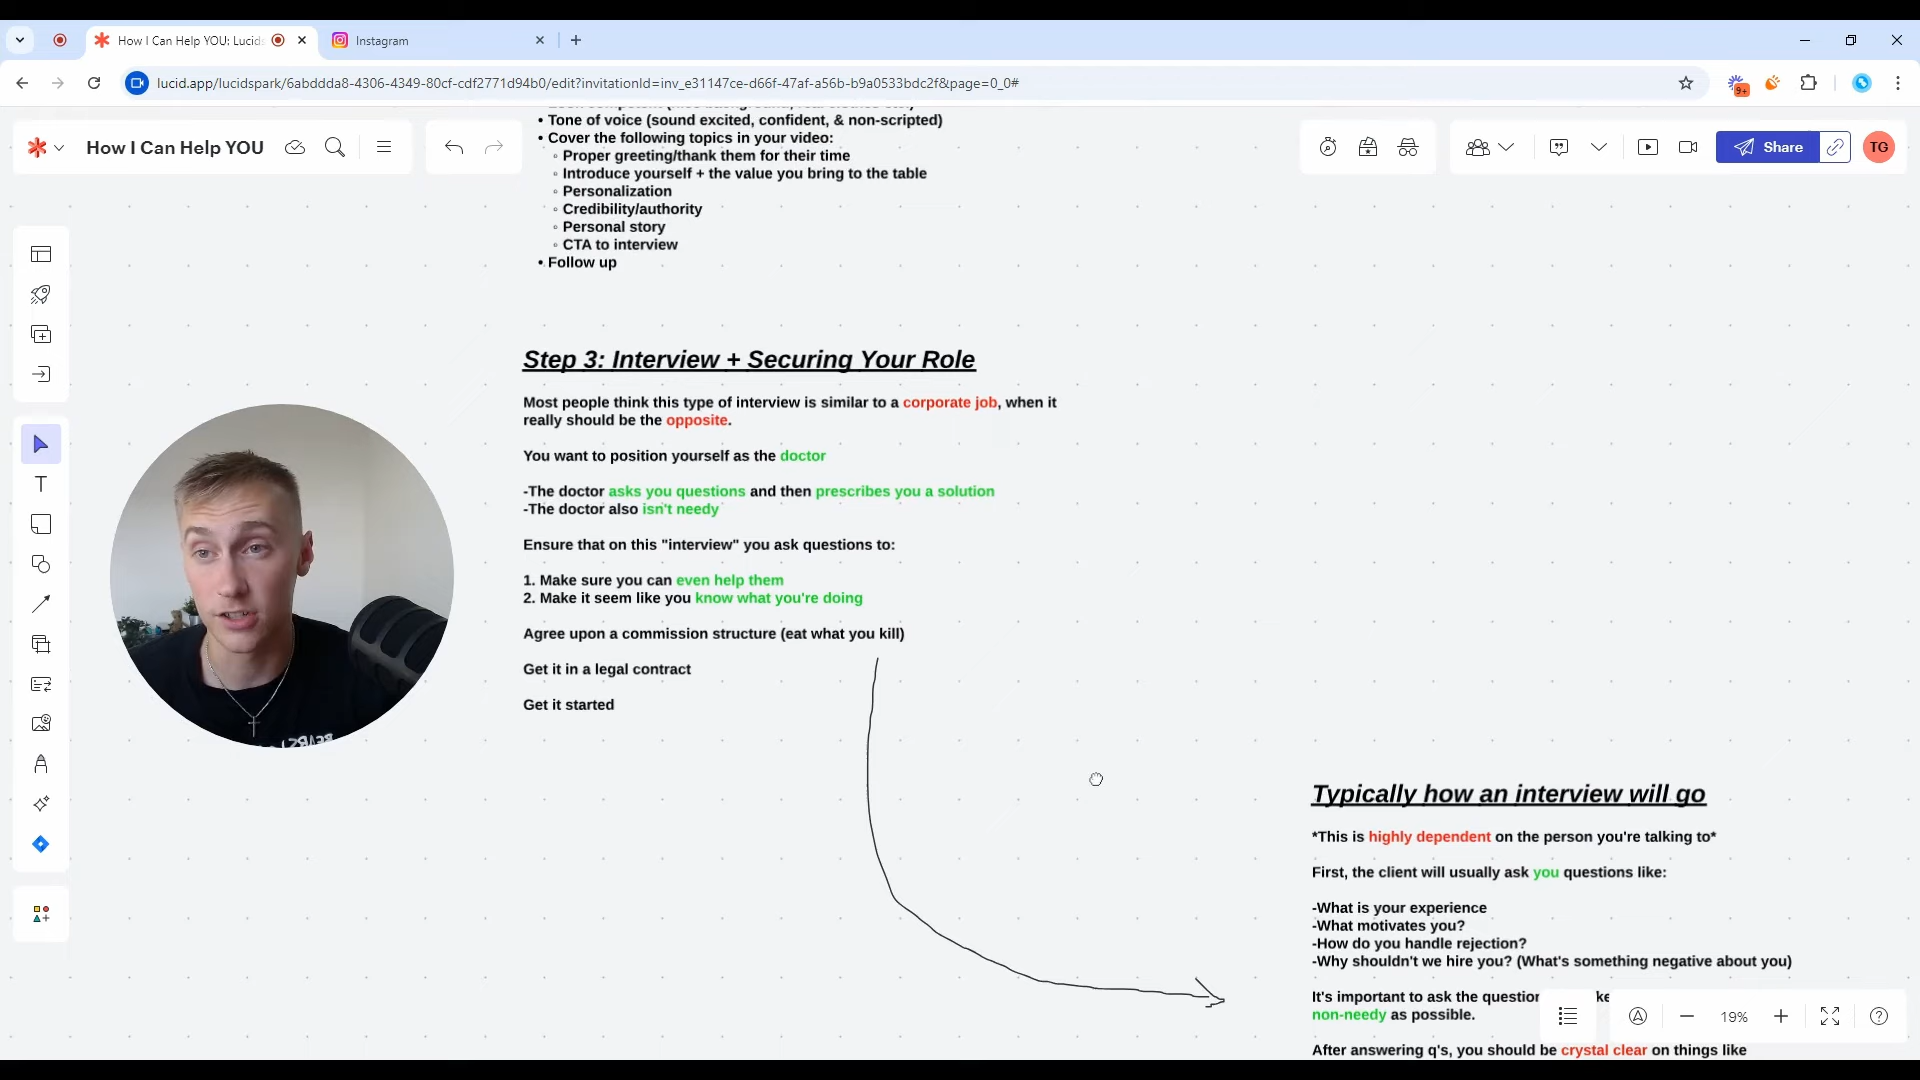 How I Can Help YOU: Lucids
Instagram
lucid.app/lucidspark/6abddda8-4306-4349-80cf-cdf2771d94b0/edit?invitationId=inv_e31147ce-d66f-47af-a56b-b9a0533bdc2f&page=0_0#
9+
How I Can Help YOU
Share
TG
• Tone of voice (sound excited, confident, & non-scripted)
• Cover the following topics in your video:
◦ Proper greeting/thank them for their time
◦ Introduce yourself + the value you bring to the table
◦ Personalization
◦ Credibility/authority
◦ Personal story
◦ CTA to interview
• Follow up
Step 3: Interview + Securing Your Role
Most people think this type of interview is similar to a corporate job, when it
really should be the opposite.
You want to position yourself as the doctor
-The doctor asks you questions and then prescribes you a solution
-The doctor also isn't needy
Ensure that on this "interview" you ask questions to:
1. Make sure you can even help them
2. Make it seem like you know what you're doing
Agree upon a commission structure (eat what you kill)
Get it in a legal contract
Get it started
Typically how an interview will go
*This is highly dependent on the person you're talking to*
First, the client will usually ask you questions like:
-What is your experience
-What motivates you?
-How do you handle rejection?
-Why shouldn't we hire you? (What's something negative about you)
It's important to ask the question
non-needy as possible.
After answering q's, you should be crystal clear on things like
19%